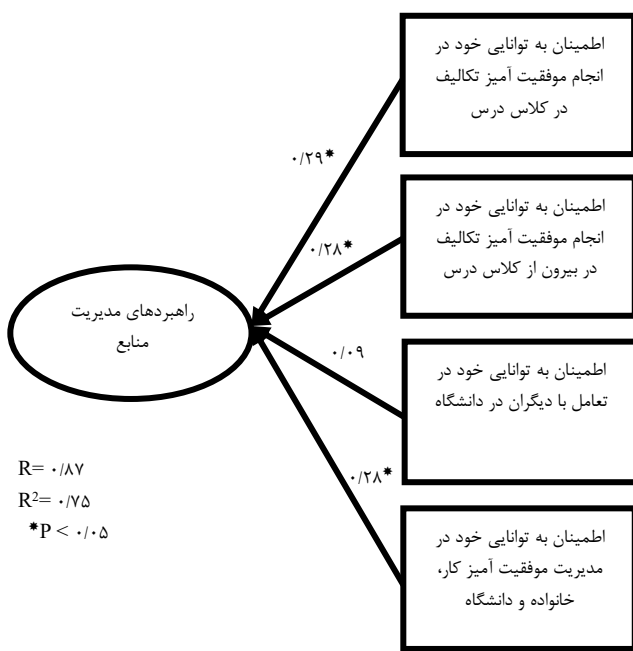 اطمینان به توانایی خود در
انجام موفقیت آمیز تکالیف
در کلاس درس
۰/۲۹*
اطمینان به توانایی خود در
انجام موفقیت آمیز تکالیف
در بیرون از کلاس درس
۰/۲۸*
راهبردهای مدیریت
منابع
اطمینان به توانایی خود در
تعامل با دیگران در دانشگاه
۰/۰۹
اطمینان به توانایی خود در
مدیریت موفقیت آمیز کار،
خانواده و دانشگاه
۰/۲۸*
R= ۰/۸۷
R²= ۰/۷۵
*P < ۰/۰۵